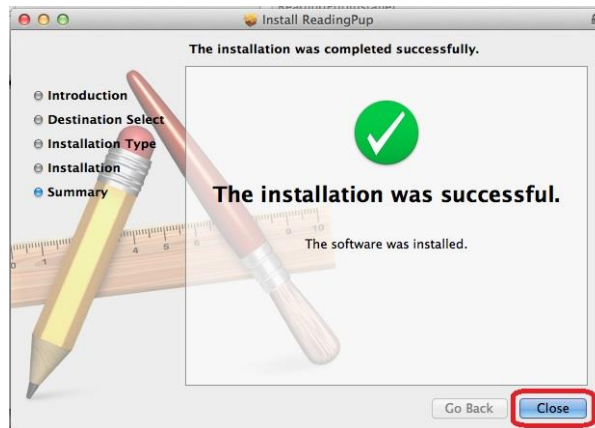 Install ReadingPup
The installation was completed successfully.
Introduction
Destination Select
Installation Type
Installation
Summary
The installation was successful.
The software was installed.
Go Back
Close